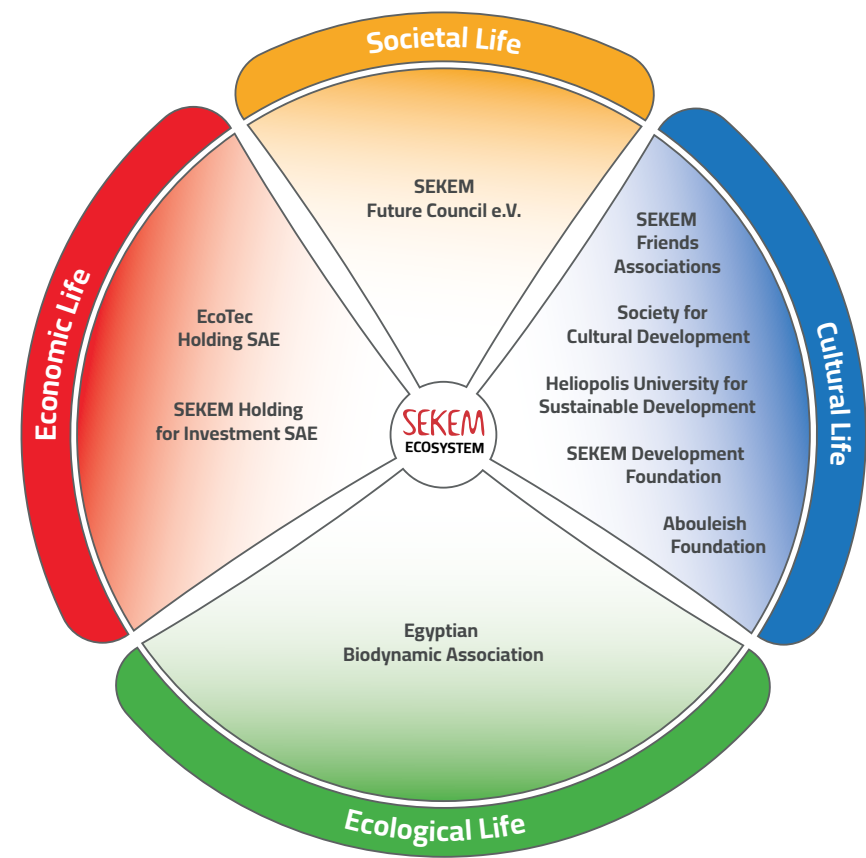 Societal Life
SEKEM
Future Council e.V.
Economic Life
EcoTec
Holding SAE
SEKEM Holding
for Investment SAE
Cultural Life
SEKEM
Friends
Associations
Society for
Cultural Development
Heliopolis University for
Sustainable Development
SEKEM Development
Foundation
Abouleish
Foundation
SEKEM
ECOSYSTEM
Egyptian
Biodynamic Association
Ecological Life